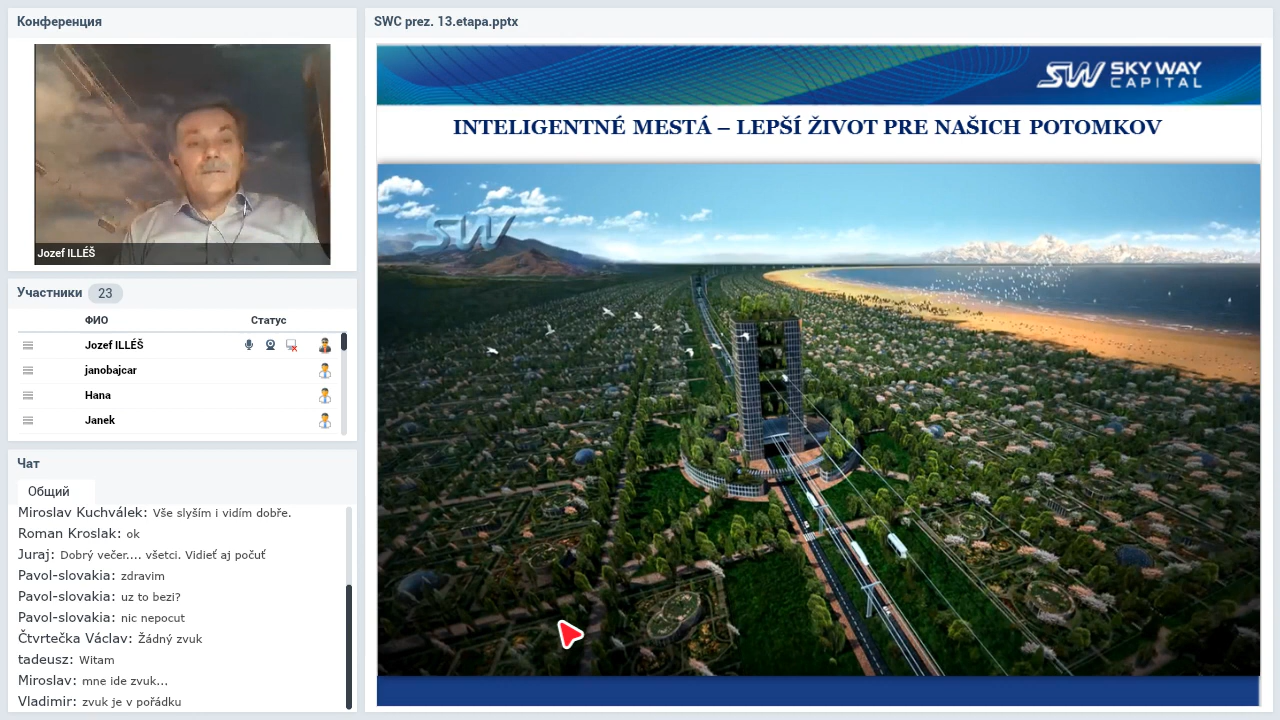 Конференция
Jozef ILLÉŠ
Участники 23
ФИО Статус
Jozef ILLÉŠ
janobajcar
Hana
Janek
Чат
Общий
Miroslav Kuchválek: Vše slyším i vidím dobře.
Roman Kroslak: ok
Juraj: Dobrý večer.... všetci. Vidieť aj počuť
Pavol-slovakia: zdravim
Pavol-slovakia: uz to bezi?
Pavol-slovakia: nic nepocut
Čtvrtečka Václav: Žádný zvuk
tadeusz: Witam
Miroslav: mne ide zvuk...
Vladimir: zvuk je v pořádku
SWC prez. 13.etapa.pptx
SW SKY WAY
CAPITAL
INTELIGENTNÉ MESTÁ – LEPŠÍ ŽIVOT PRE NAŠICH POTOMKOV
SW